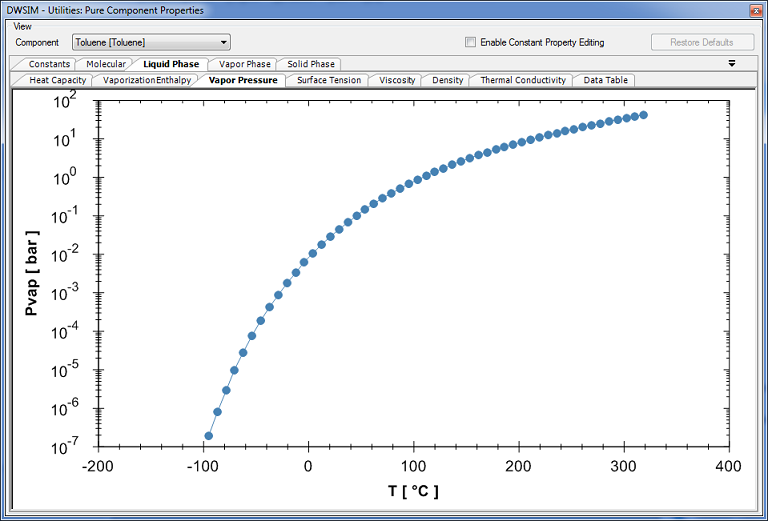 DWSIM - Utilities: Pure Component Properties
View
Component Toluene [Toluene] Enable Constant Property Editing Restore Defaults
Constants Molecular Liquid Phase Vapor Phase Solid Phase
Heat Capacity VaporizationEnthalpy Vapor Pressure Surface Tension Viscosity Density Thermal Conductivity Data Table
10^2
10^1
10^0
10^-1
10^-2
10^-3
10^-4
10^-5
10^-6
10^-7
Pvap [ bar ]
-200 -100 0 100 200 300 400
T [ °C ]